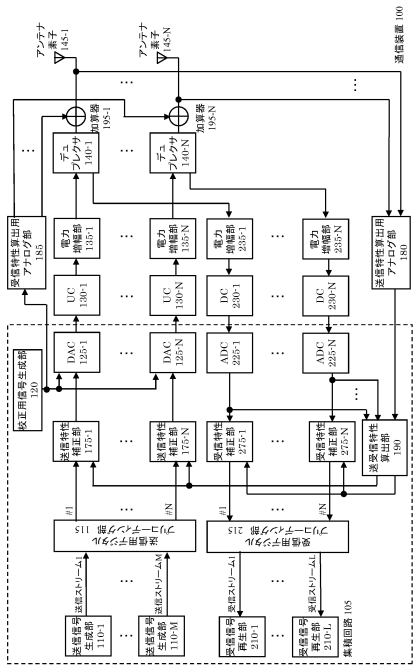 アンテナ
素子
145-1
アンテナ
素子
145-N
通信装置 100
加算器
195-1
加算器
195-N
デュ
プレクサ
140-1
デュ
プレクサ
140-N
受信特性算出用
アナログ部
185
電力
増幅部
135-1
電力
増幅部
135-N
電力
増幅部
235-1
電力
増幅部
235-N
送信特性算出用
アナログ部
180
UC
130-1
UC
130-N
DC
230-1
DC
230-N
校正用信号生成部
120
DAC
125-1
DAC
125-N
ADC
225-1
ADC
225-N
送信特性
補正部
175-1
送信特性
補正部
175-N
受信特性
補正部
275-1
受信特性
補正部
275-N
送受信特性
算出部
190
#1
#N
#1
#N
送信用デジタル
プリコーディング部 115
受信用デジタル
プリコーディング部 215
送信ストリーム1
送信ストリームM
受信ストリーム1
受信ストリームL
送信信号
生成部
110-1
送信信号
生成部
110-M
受信信号
再生部
210-1
受信信号
再生部
210-L
集積回路 105